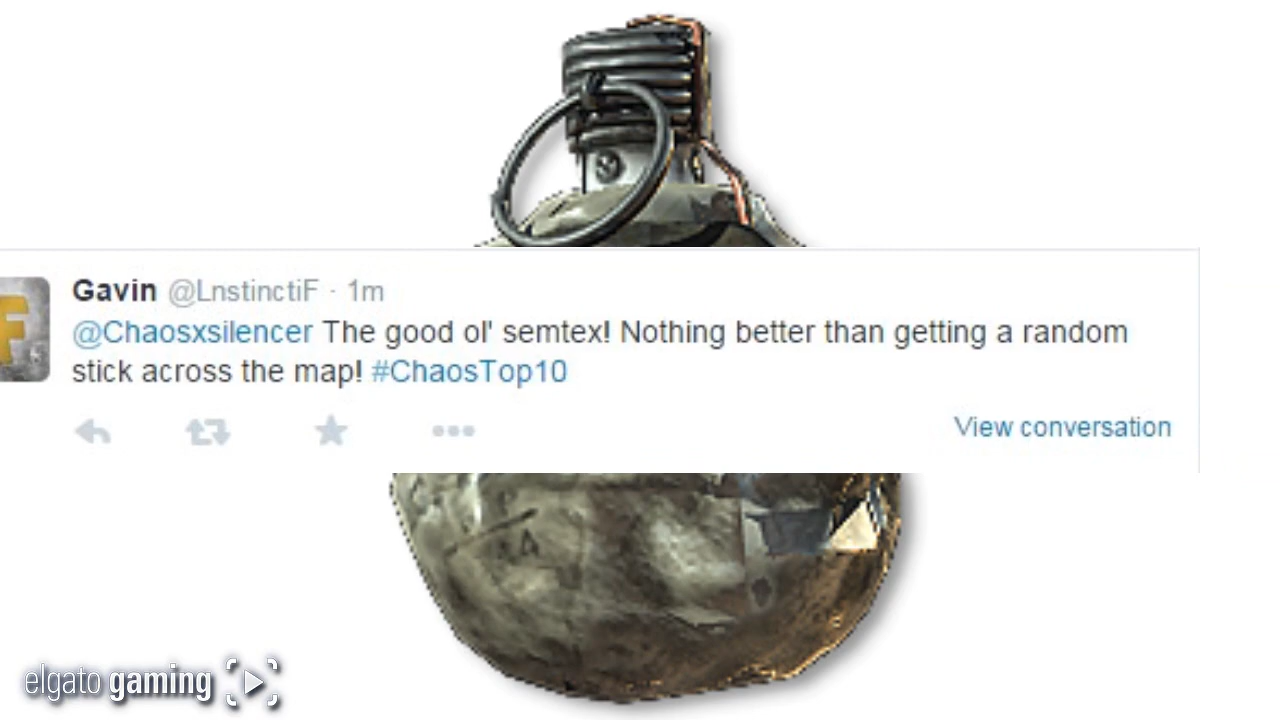 Gavin @LnstinctiF · 1m
@Chaosxsilencer The good ol' semtex! Nothing better than getting a random
stick across the map! #ChaosTop10
View conversation
elgato gaming